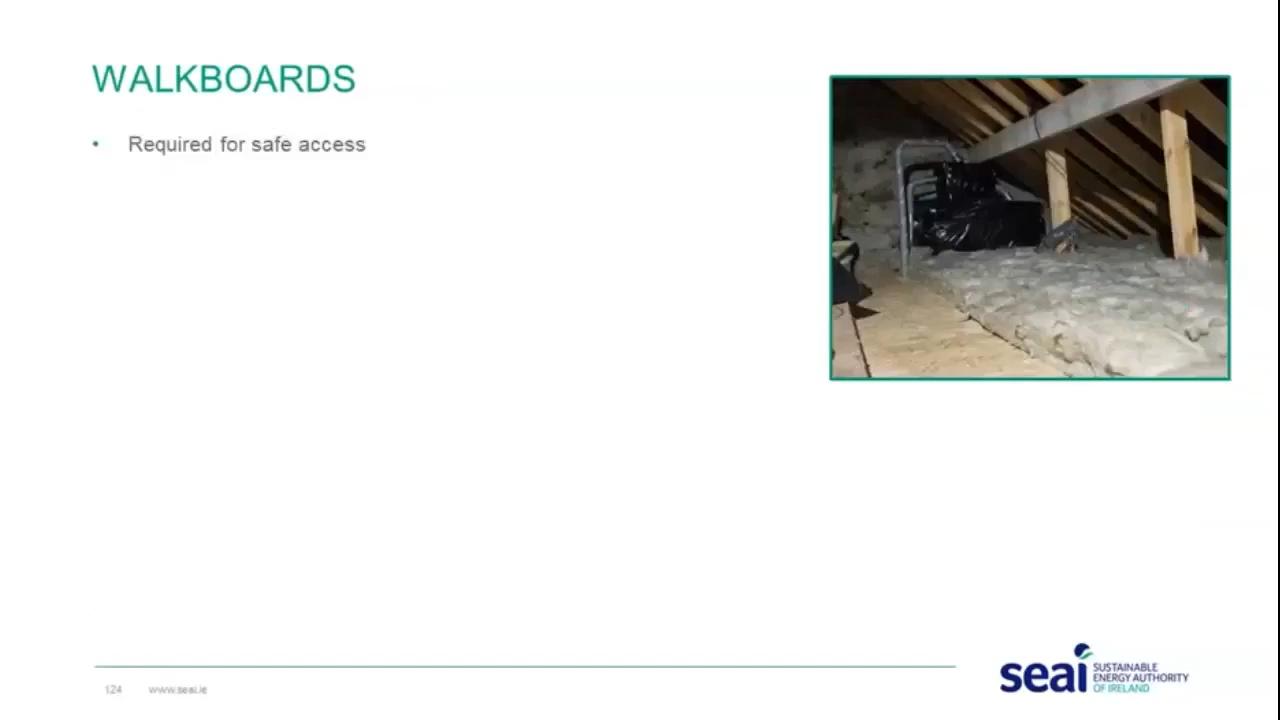 WALKBOARDS
• Required for safe access
124 www.seai.ie
seai SUSTAINABLE
ENERGY AUTHORITY
OF IRELAND